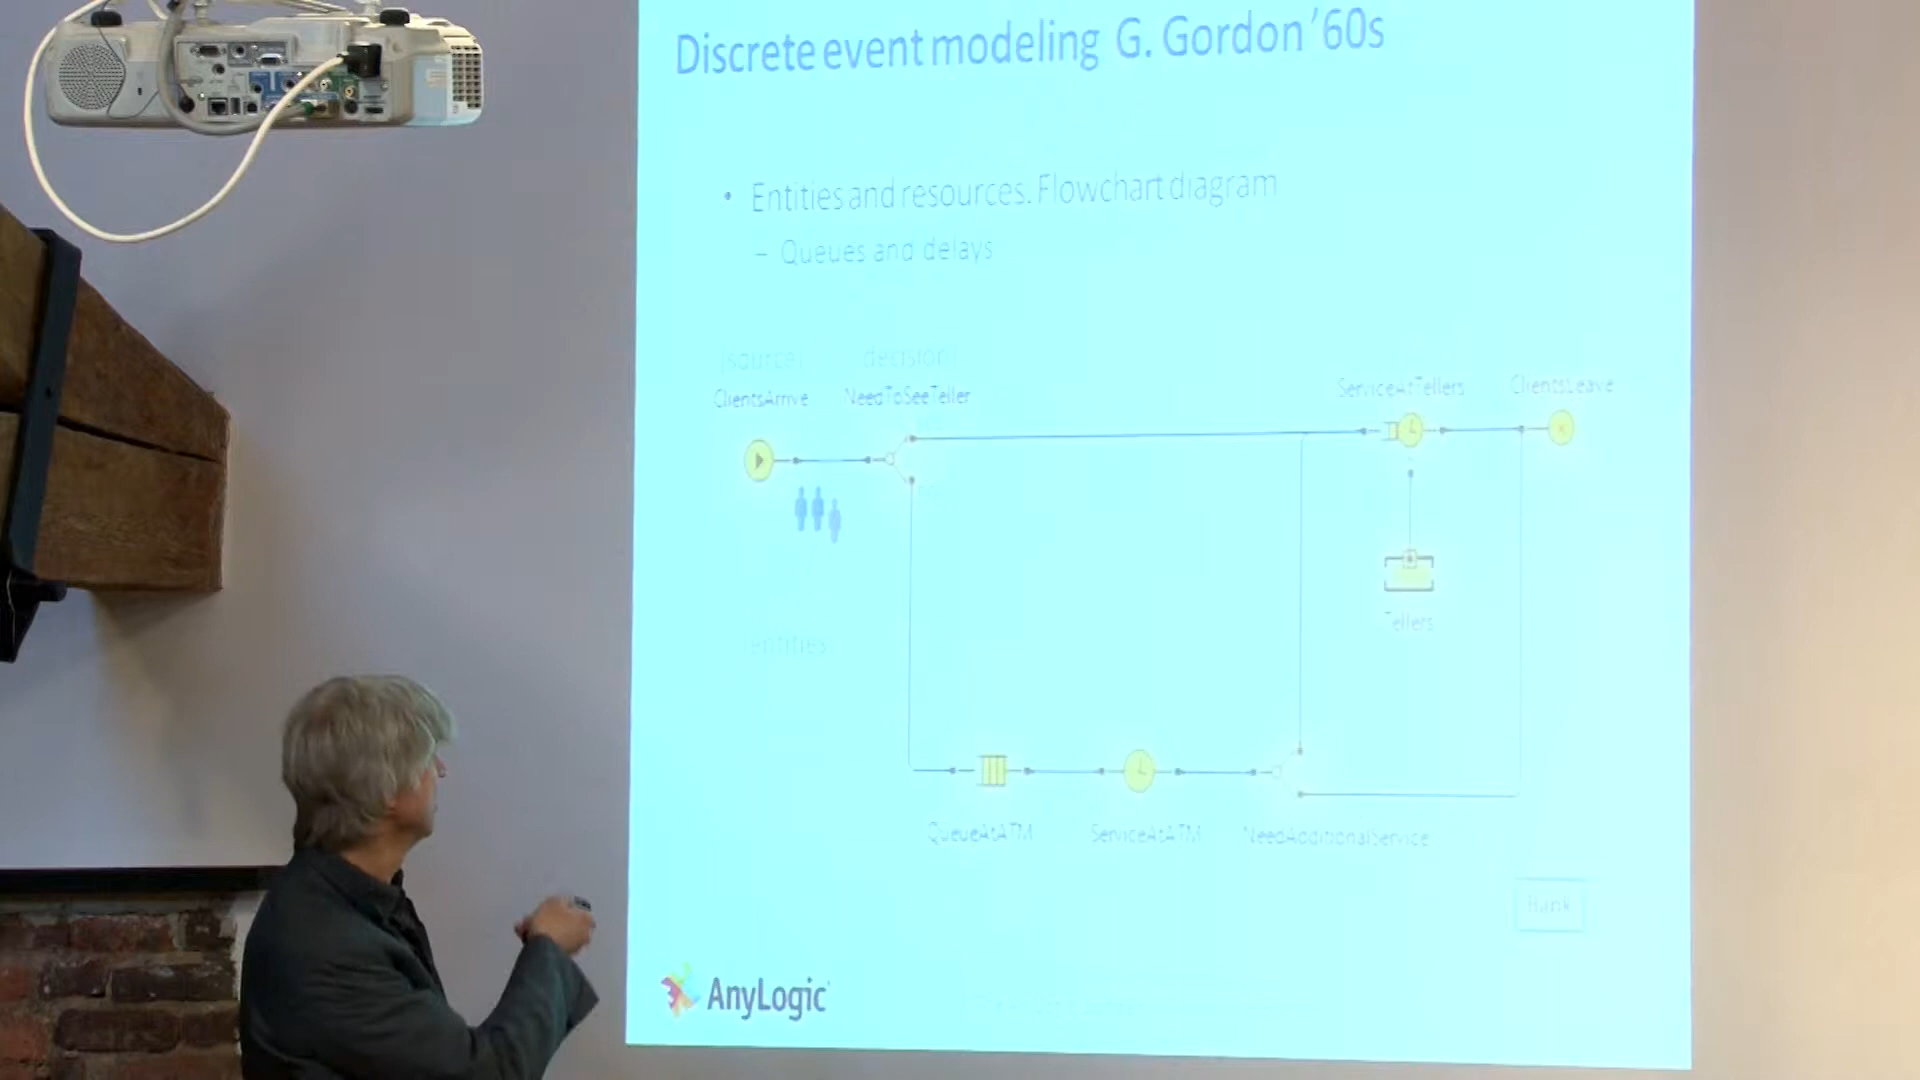 Discrete event modeling G. Gordon '60s
• Entities and resources. Flowchart diagram
– Queues and delays
(source) (decision)
ClientsArrive NeedToSeeTeller
ServiceAtTellers ClientsLeave
Tellers
(entities)
QueueAtATM ServiceAtATM NeedAdditionalService
Bank
AnyLogic